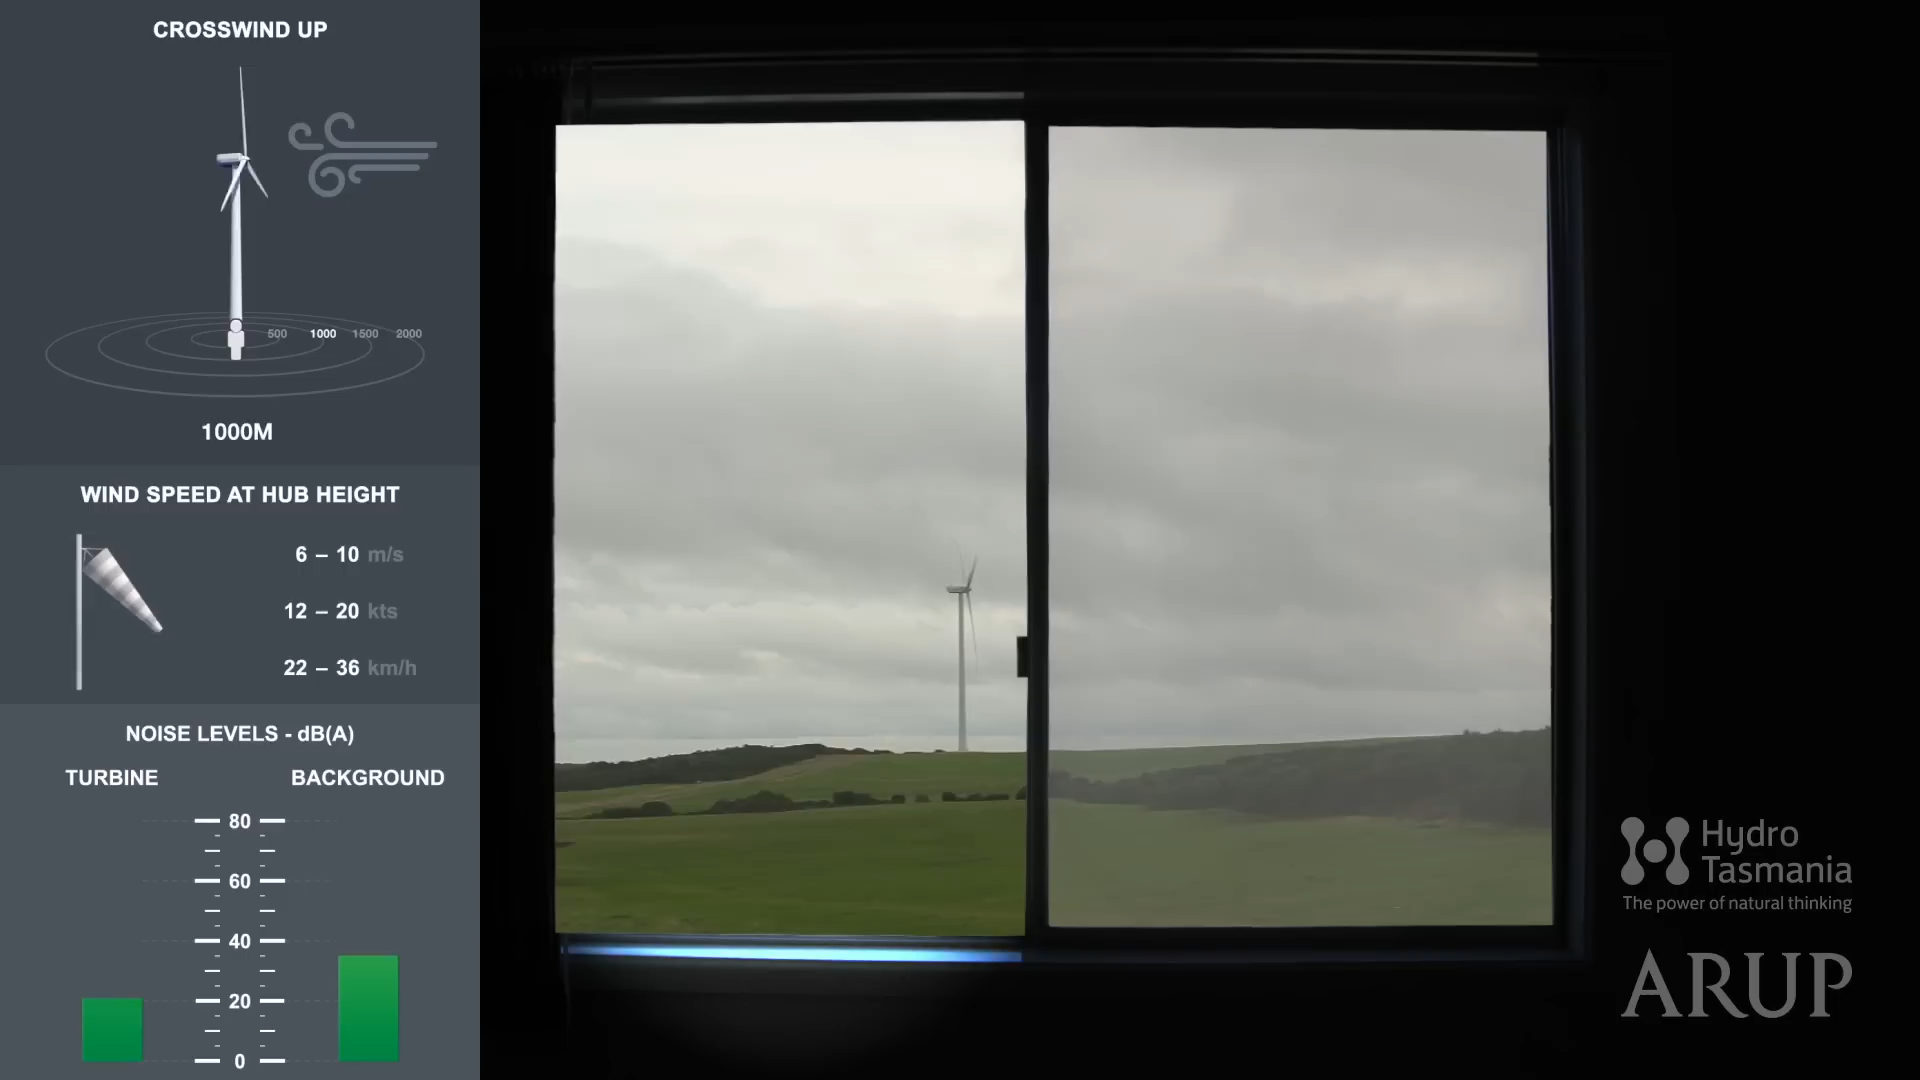 CROSSWIND UP
500 1000 1500 2000
1000M
WIND SPEED AT HUB HEIGHT
6 – 10 m/s
12 – 20 kts
22 – 36 km/h
NOISE LEVELS - dB(A)
TURBINE BACKGROUND
80
60
40
20
0
Hydro
Tasmania
The power of natural thinking
ARUP